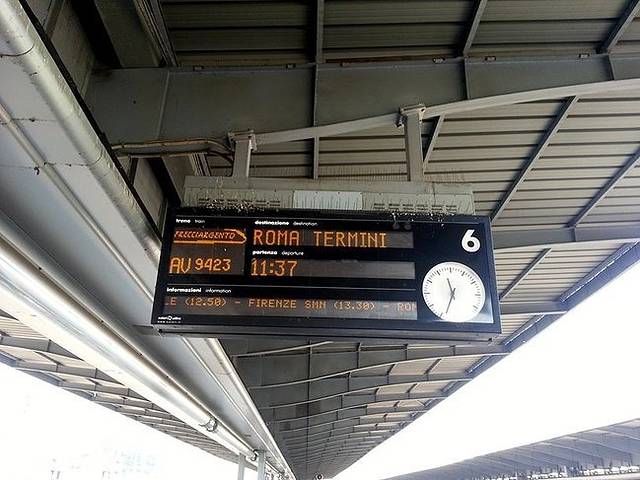 treno train
destinazione destination
6
FRECCIARGENTO
ROMA TERMINI
partenza departure
AV 9423
11:37
informazioni information
E (12.50) - FIRENZE SMN (13.30) - ROM